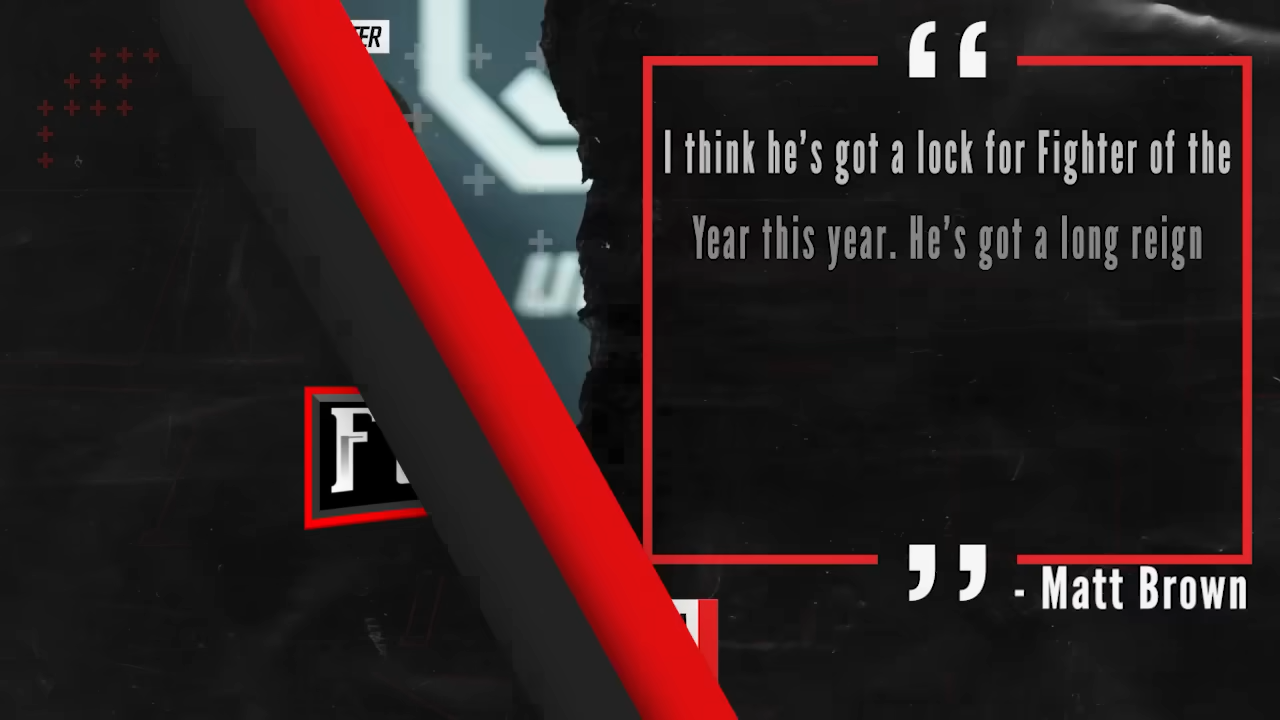 I think he's got a lock for Fighter of the
Year this year. He's got a long reign
- Matt Brown